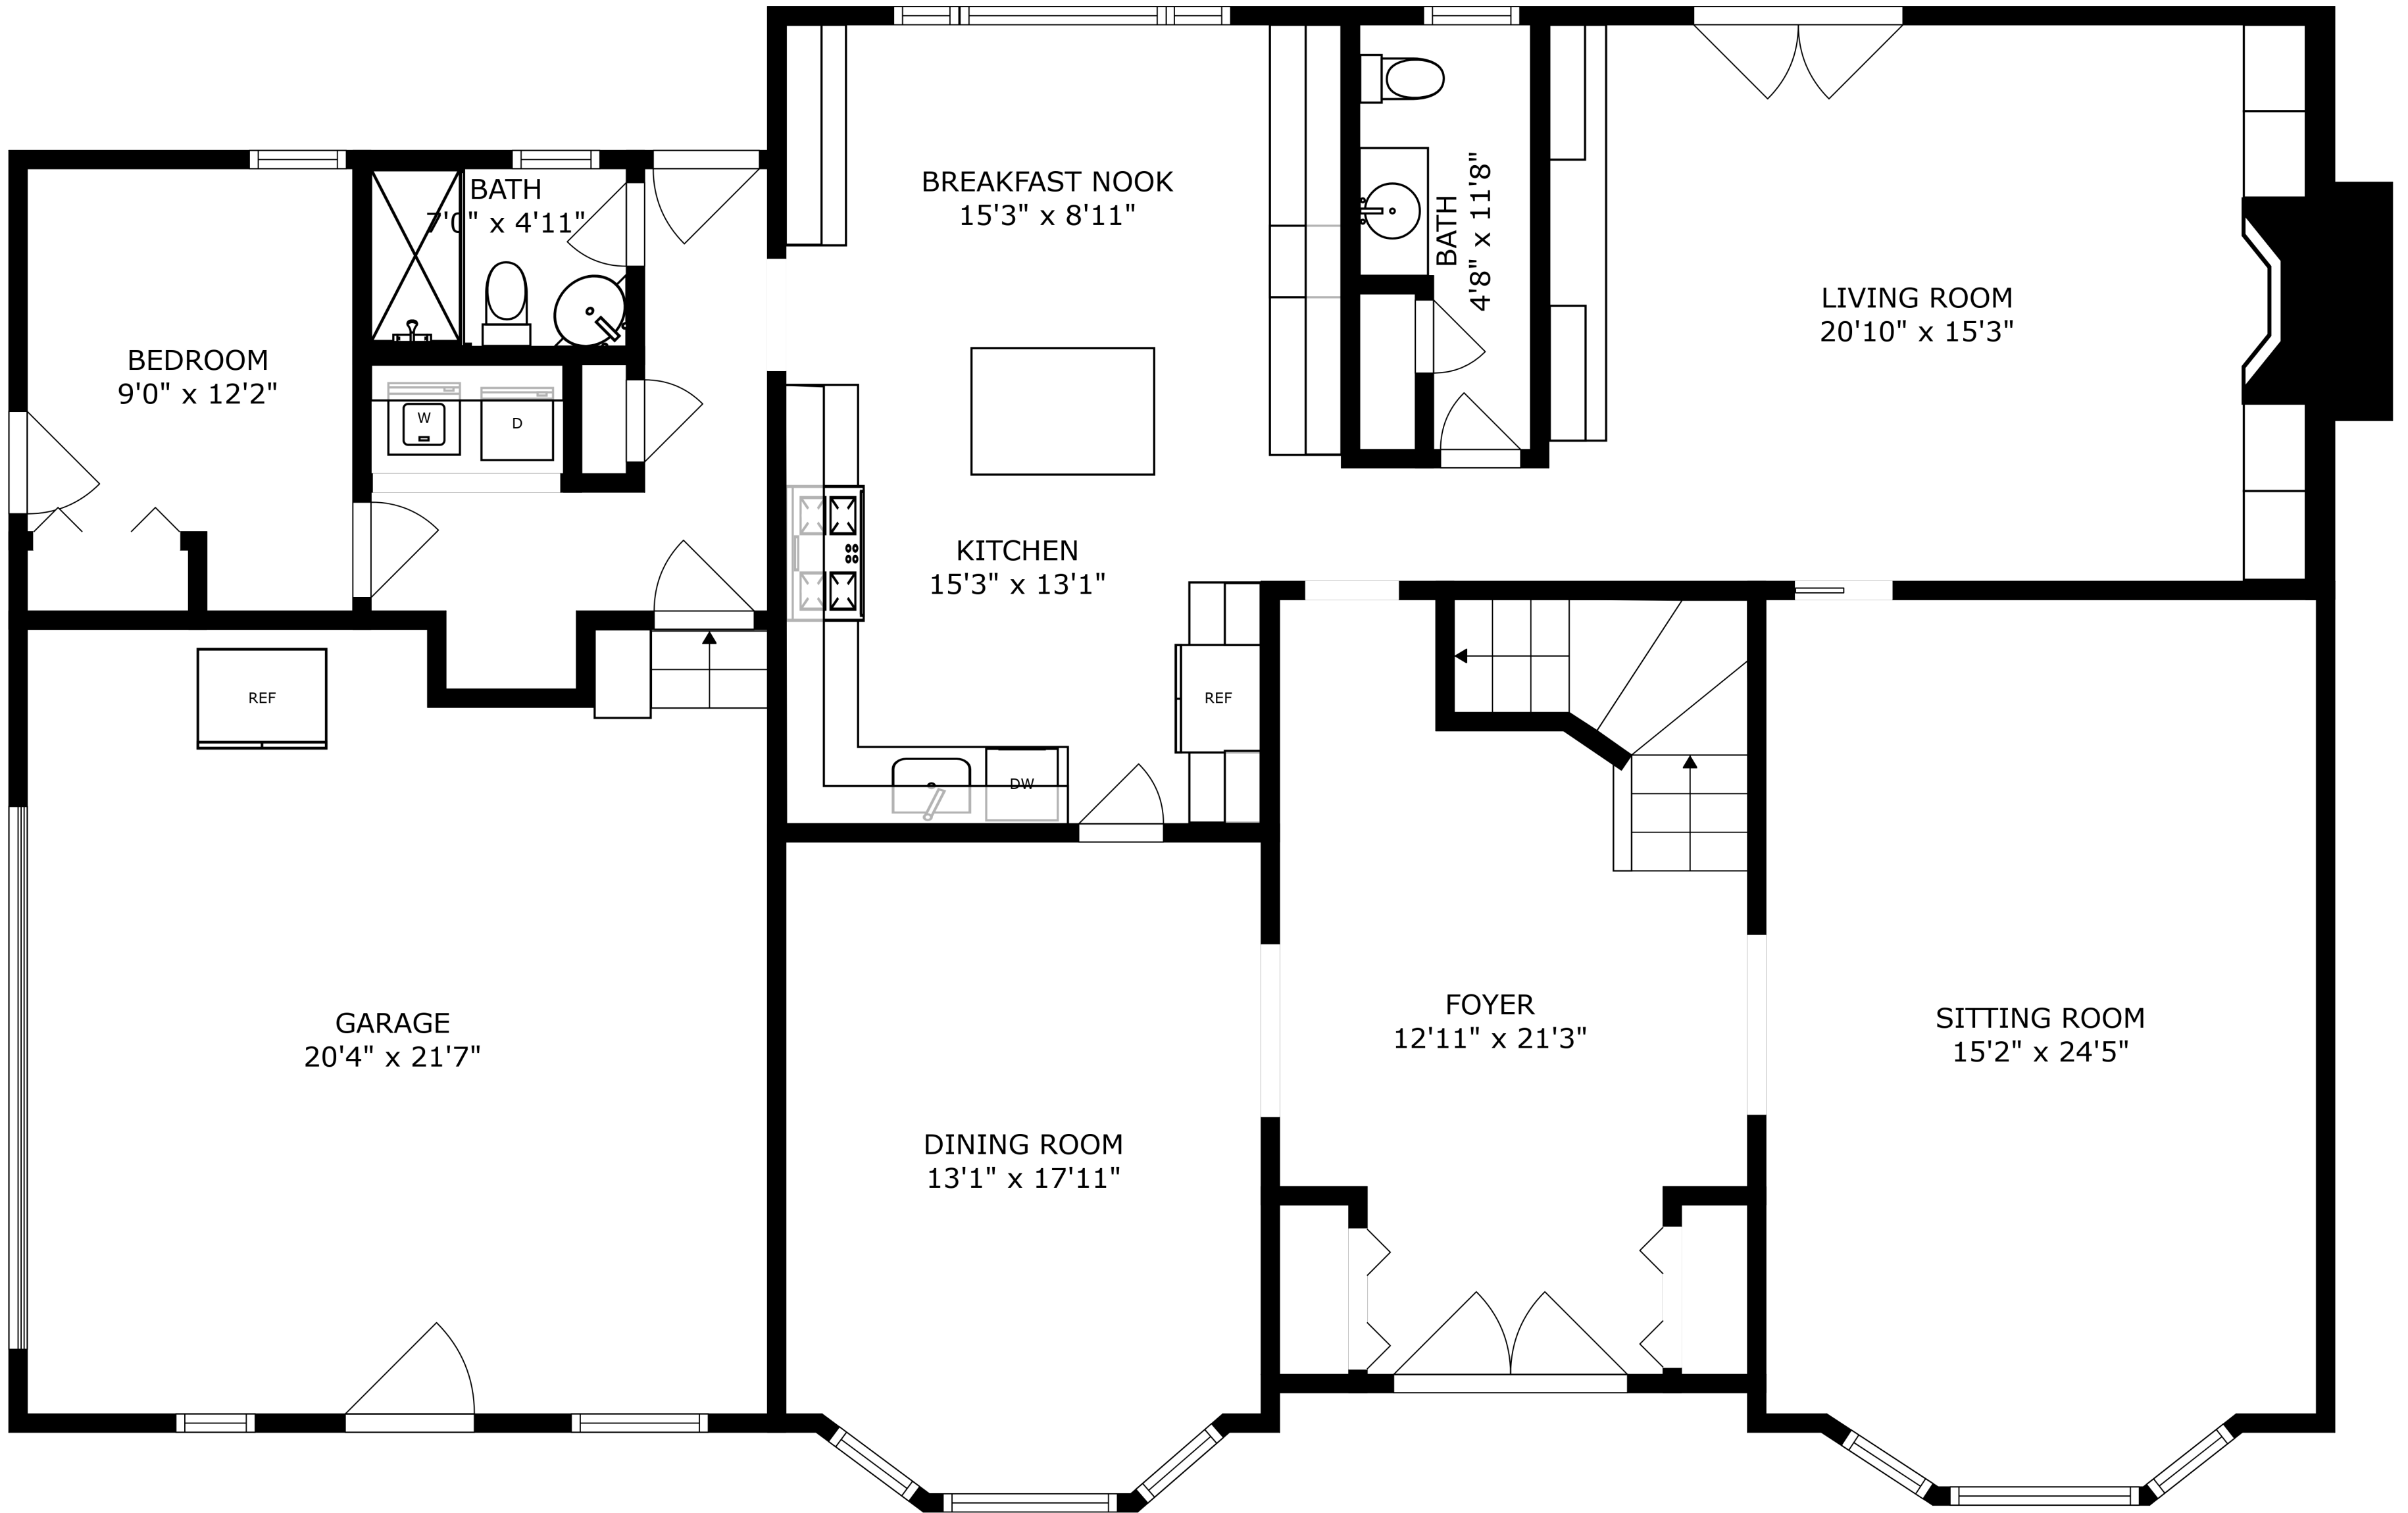 BREAKFAST NOOK
15'3" x 8'11"
BATH
7'0" x 4'11"
BATH
4'8" x 11'8"
LIVING ROOM
20'10" x 15'3"
BEDROOM
9'0" x 12'2"
W
D
KITCHEN
15'3" x 13'1"
REF
REF
DW
GARAGE
20'4" x 21'7"
FOYER
12'11" x 21'3"
SITTING ROOM
15'2" x 24'5"
DINING ROOM
13'1" x 17'11"